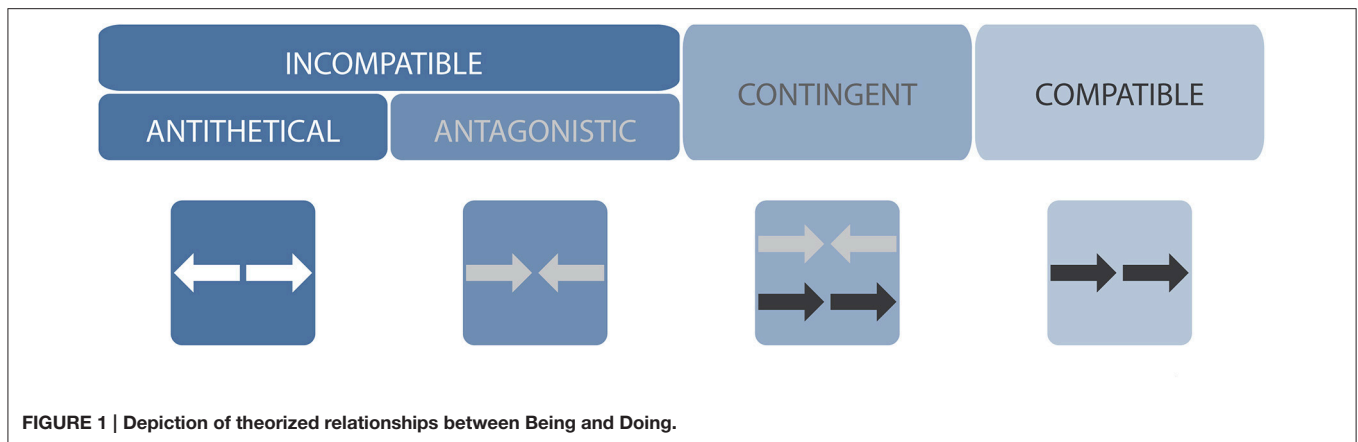 INCOMPATIBLE
ANTITHETICAL
ANTAGONISTIC
CONTINGENT
COMPATIBLE
FIGURE 1 | Depiction of theorized relationships between Being and Doing.